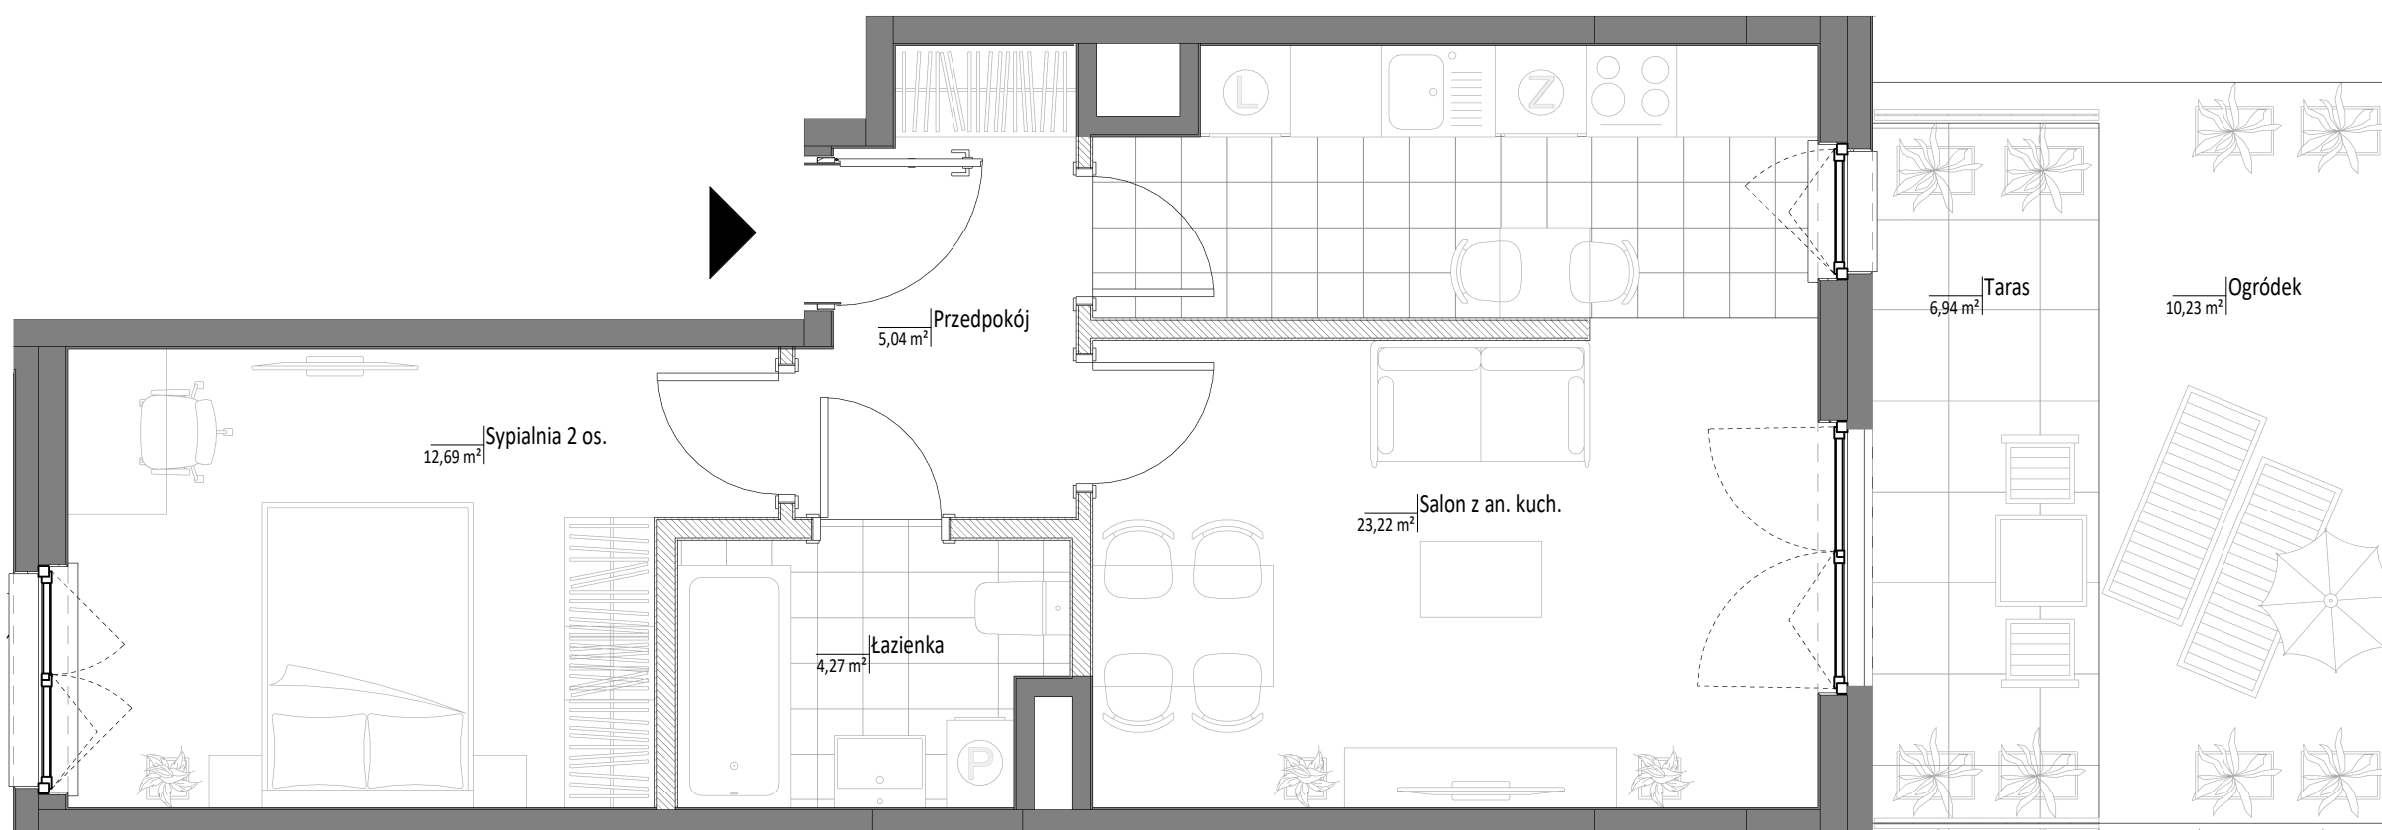 L
Z
Przedpokój
5,04 m²
Taras
6,94 m²
Ogródek
10,23 m²
Sypialnia 2 os.
12,69 m²
Salon z an. kuch.
23,22 m²
Łazienka
4,27 m²
P